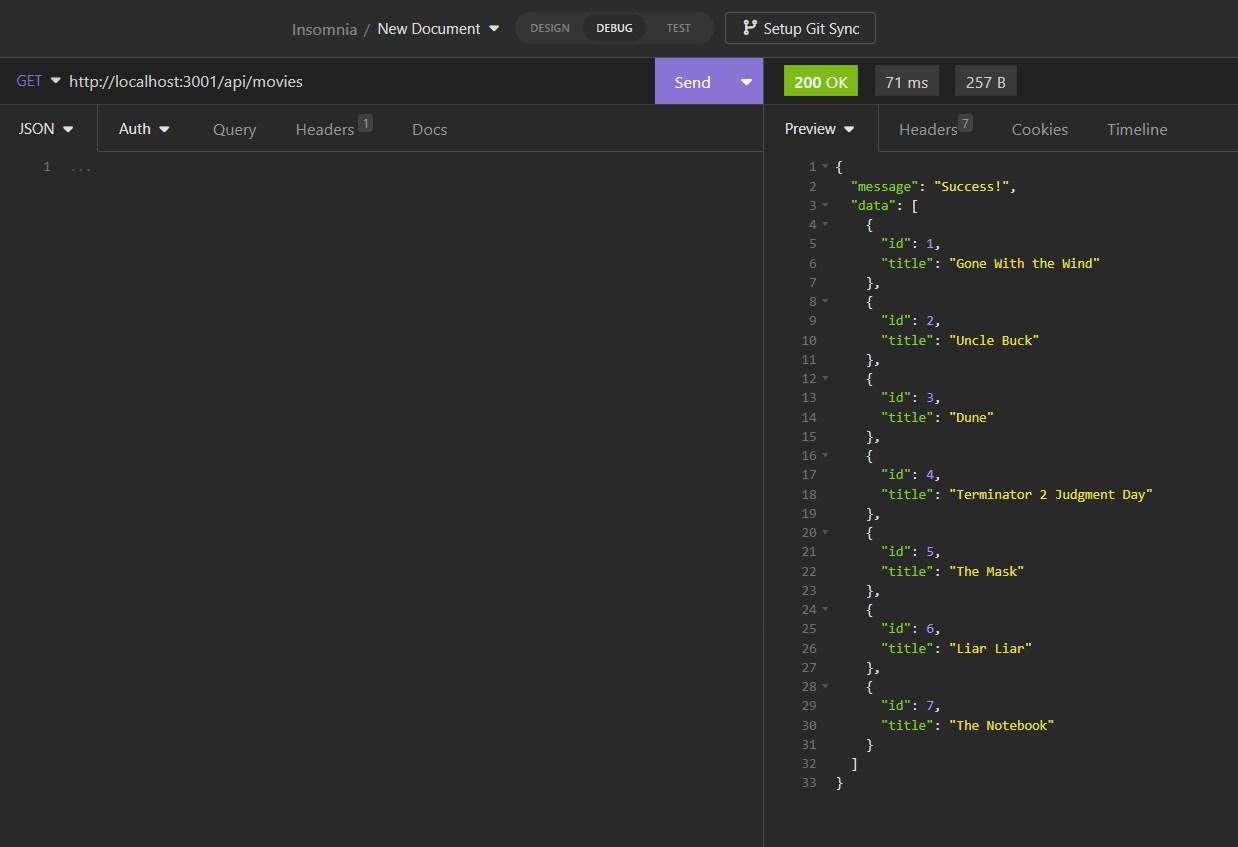 Insomnia / New Document DESIGN DEBUG TEST Setup Git Sync
GET http://localhost:3001/api/movies Send 200 OK 71 ms 257 B
JSON Auth Query Headers 1 Docs
Preview Headers 7 Cookies Timeline
1 ...
1 {
2 "message": "Success!",
3 "data": [
4 {
5 "id": 1,
6 "title": "Gone With the Wind"
7 },
8 {
9 "id": 2,
10 "title": "Uncle Buck"
11 },
12 {
13 "id": 3,
14 "title": "Dune"
15 },
16 {
17 "id": 4,
18 "title": "Terminator 2 Judgment Day"
19 },
20 {
21 "id": 5,
22 "title": "The Mask"
23 },
24 {
25 "id": 6,
26 "title": "Liar Liar"
27 },
28 {
29 "id": 7,
30 "title": "The Notebook"
31 }
32 ]
33 }